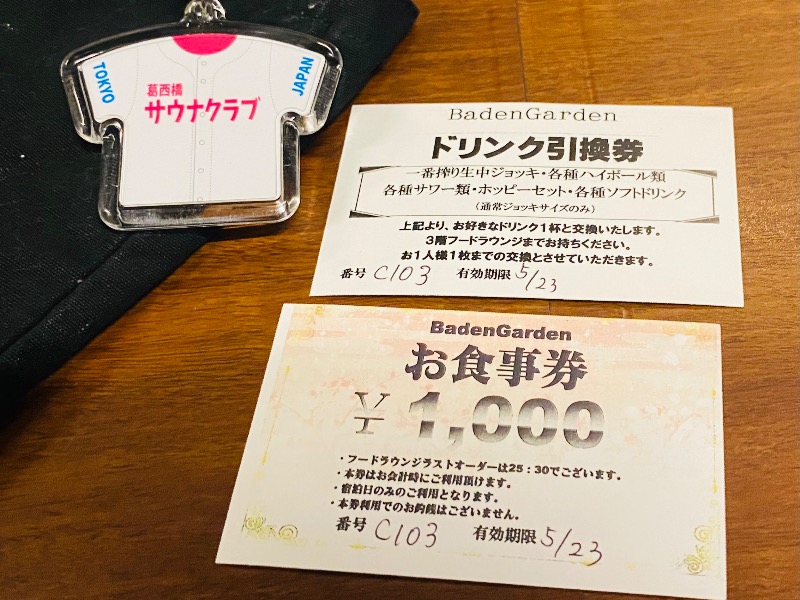 TOKYO
JAPAN
葛西橋
サウナクラブ
BadenGarden
ドリンク引換券
一番搾り生中ジョッキ・各種ハイボール類
各種サワー類・ホッピーセット・各種ソフトドリンク
(通常ジョッキサイズのみ)
上記より、お好きなドリンク1杯と交換いたします。
3階フードラウンジまでお持ちください。
お1人様1枚までの交換とさせていただきます。
番号 C103 有効期限 5/23
BadenGarden
お食事券
¥1,000
・フードラウンジラストオーダーは25:30でございます。
・本券はお会計時にご利用頂けます。
・宿泊日のみのご利用となります。
・本券利用でのお釣銭はございません。
番号 C103 有効期限 5/23